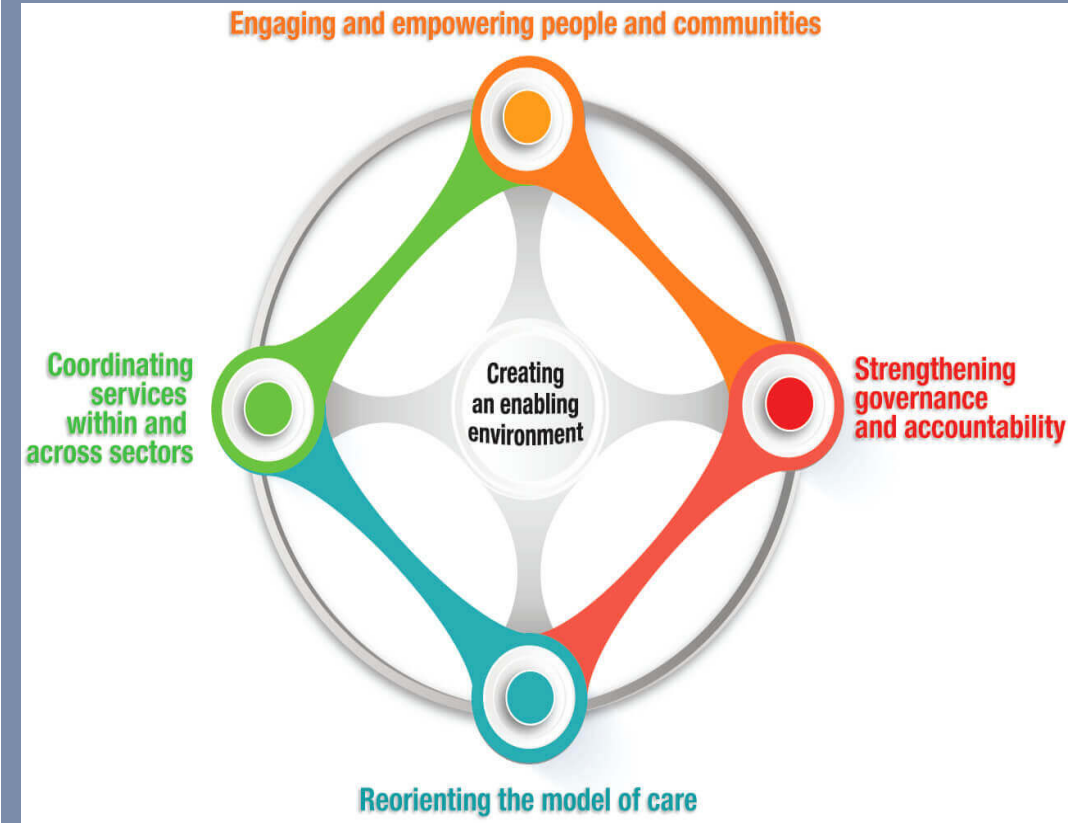 Engaging and empowering people and communities
Coordinating
services
within and
across sectors
Creating
an enabling
environment
Strengthening
governance
and accountability
Reorienting the model of care